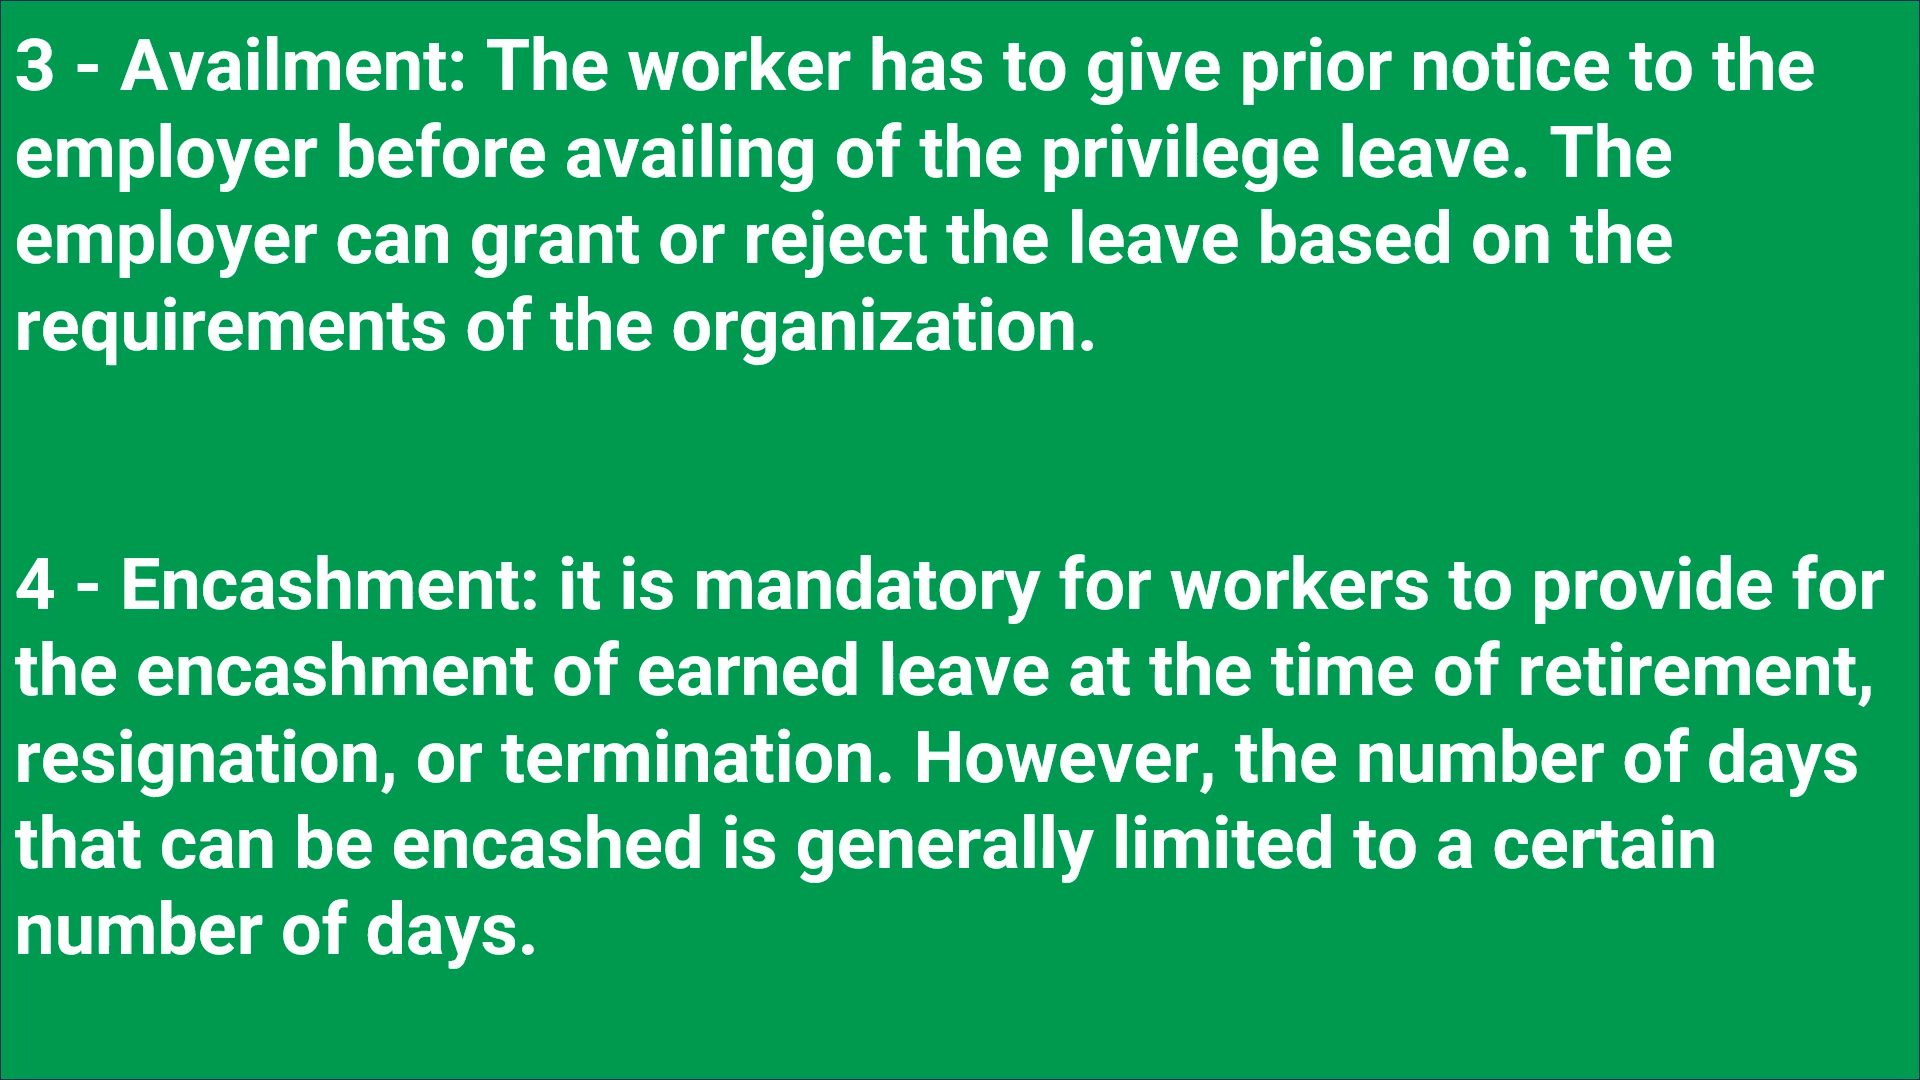 3 - Availment: The worker has to give prior notice to the
employer before availing of the privilege leave. The
employer can grant or reject the leave based on the
requirements of the organization.
4 - Encashment: it is mandatory for workers to provide for
the encashment of earned leave at the time of retirement,
resignation, or termination. However, the number of days
that can be encashed is generally limited to a certain
number of days.